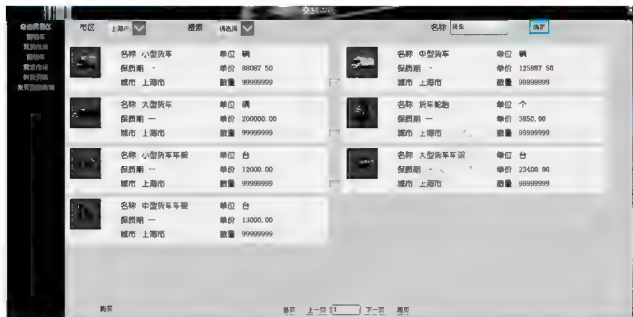 市区 上海市 搜索 请选择 名称 货车 确定
购物车
名称 小型货车 单位 辆
保质期 - 单价 88087 50
城市 上海市 数量 99999999
名称 中型货车 单位 辆
保质期 - 单价 125887 50
城市 上海市 数量 99999999
名称 大型货车 单位 辆
保质期 — 单价 200000.00
城市 上海市 数量 99999999
名称 货车轮胎 单位 个
保质期 — 单价 3850.00
城市 上海市 数量 99999999
名称 小型货车车架 单位 台
保质期 — 单价 12000.00
城市 上海市 数量 99999999
名称 大型货车车架 单位 台
保质期 单价 23400.00
城市 上海市 数量 99999999
名称 中型货车车架 单位 台
保质期 — 单价 13000.00
城市 上海市 数量 99999999
购买 首页 上一页 1 下一页 尾页